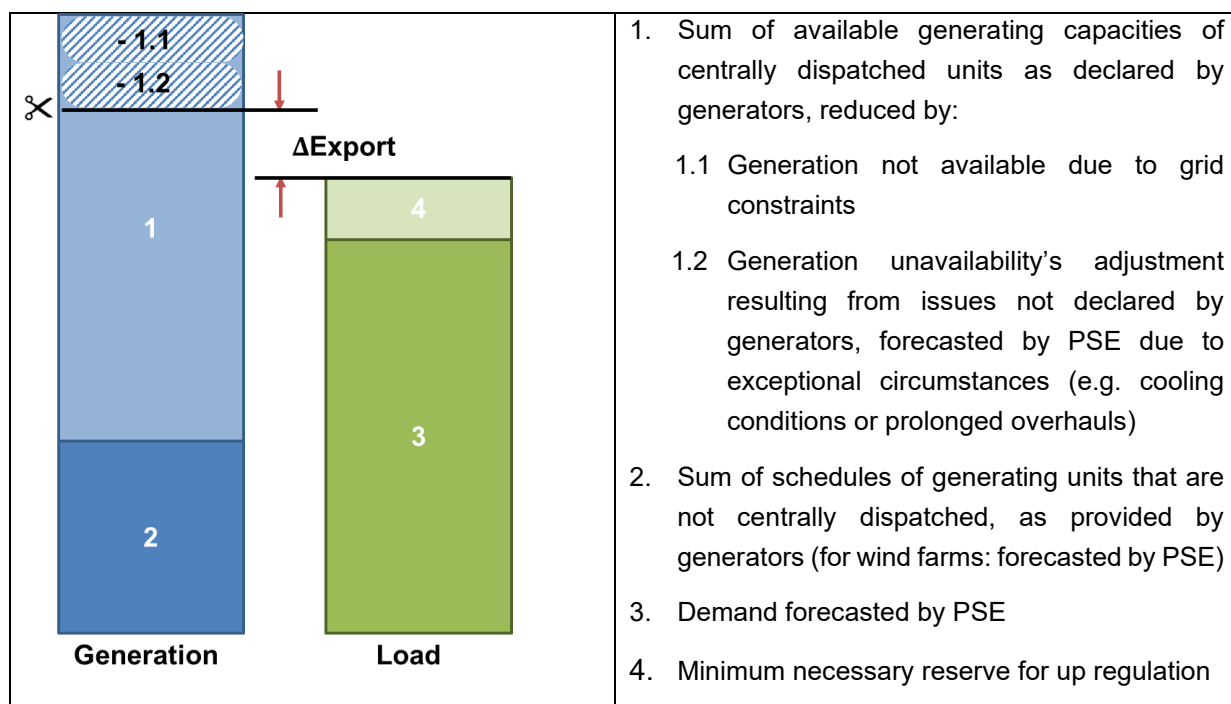 - 1.1
- 1.2
ΔExport
1
4
3
2
Generation
Load
1. Sum of available generating capacities of
centrally dispatched units as declared by
generators, reduced by:
1.1 Generation not available due to grid
constraints
1.2 Generation unavailability’s adjustment
resulting from issues not declared by
generators, forecasted by PSE due to
exceptional circumstances (e.g. cooling
conditions or prolonged overhauls)
2. Sum of schedules of generating units that are
not centrally dispatched, as provided by
generators (for wind farms: forecasted by PSE)
3. Demand forecasted by PSE
4. Minimum necessary reserve for up regulation